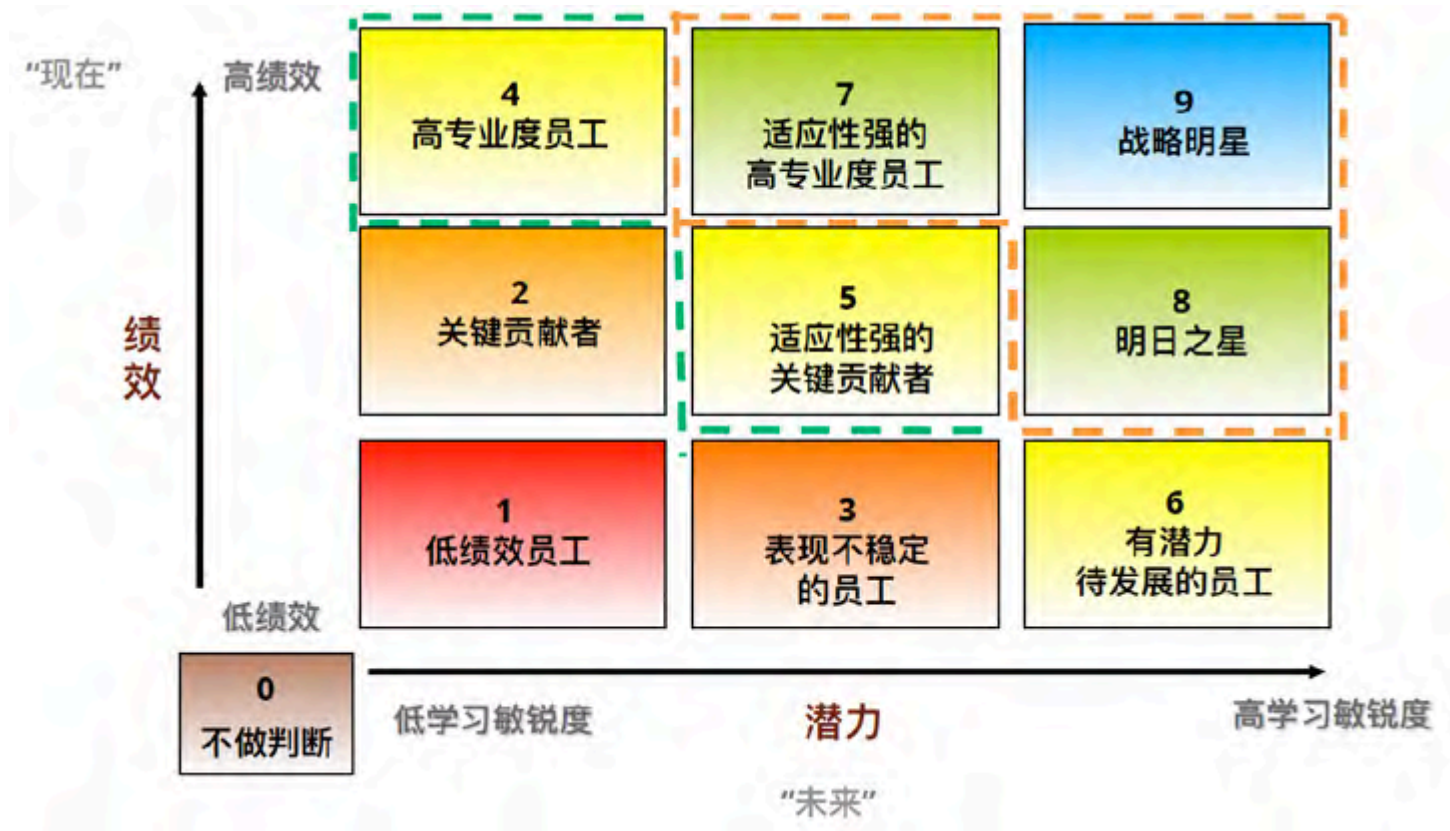 “现在”
高绩效
4
高专业度员工
7
适应性强的
高专业度员工
9
战略明星
绩
效
2
关键贡献者
5
适应性强的
关键贡献者
8
明日之星
1
低绩效员工
3
表现不稳定
的员工
6
有潜力
待发展的员工
低绩效
0
不做判断
低学习敏锐度
潜力
高学习敏锐度
“未来”